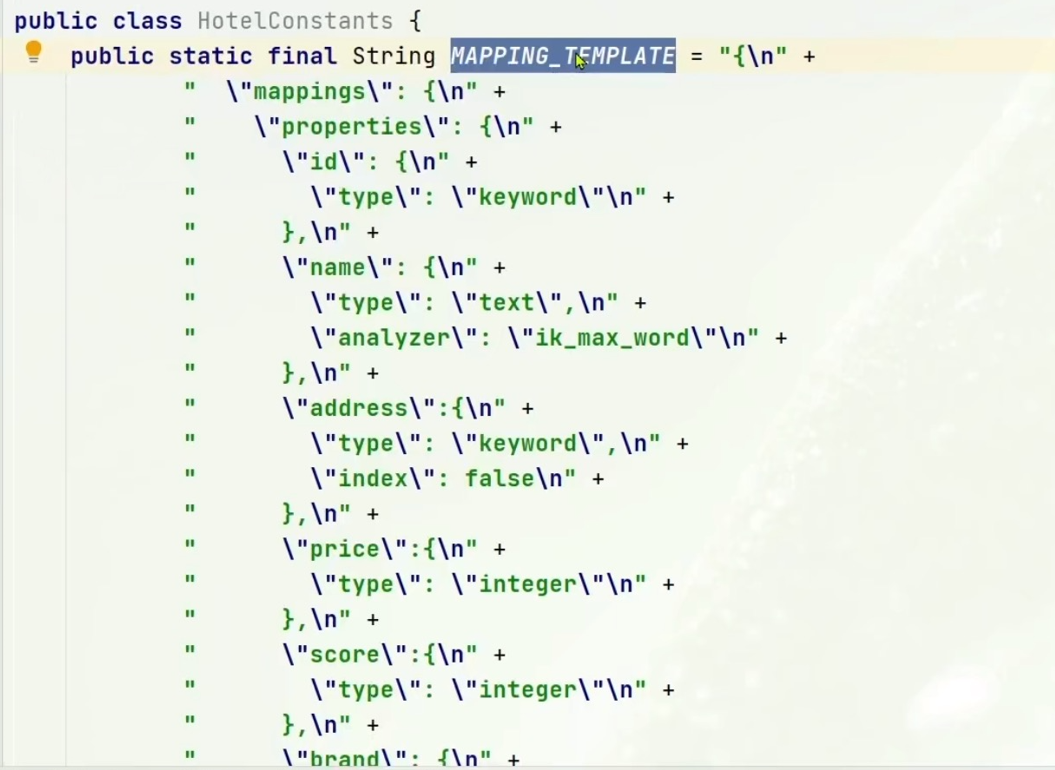 public class HotelConstants {
    public static final String MAPPING_TEMPLATE = "{\n" +
            "  \"mappings\": {\n" +
            "    \"properties\": {\n" +
            "      \"id\": {\n" +
            "        \"type\": \"keyword\"\n" +
            "      },\n" +
            "      \"name\": {\n" +
            "        \"type\": \"text\",\n" +
            "        \"analyzer\": \"ik_max_word\"\n" +
            "      },\n" +
            "      \"address\":{\n" +
            "        \"type\": \"keyword\",\n" +
            "        \"index\": false\n" +
            "      },\n" +
            "      \"price\":{\n" +
            "        \"type\": \"integer\"\n" +
            "      },\n" +
            "      \"score\":{\n" +
            "        \"type\": \"integer\"\n" +
            "      },\n" +
            "      \"brand\": {\n" +